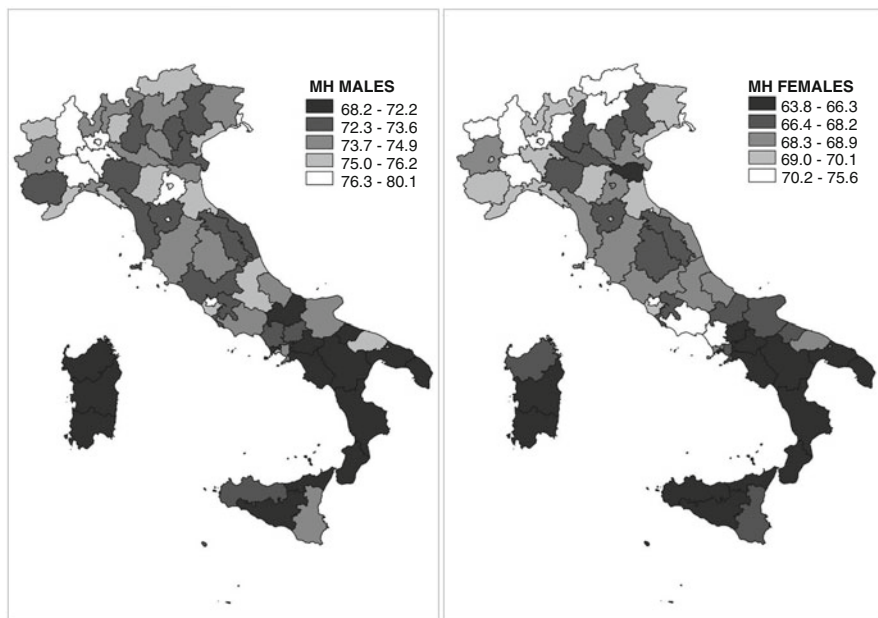 MH MALES
68.2 - 72.2
72.3 - 73.6
73.7 - 74.9
75.0 - 76.2
76.3 - 80.1
MH FEMALES
63.8 - 66.3
66.4 - 68.2
68.3 - 68.9
69.0 - 70.1
70.2 - 75.6